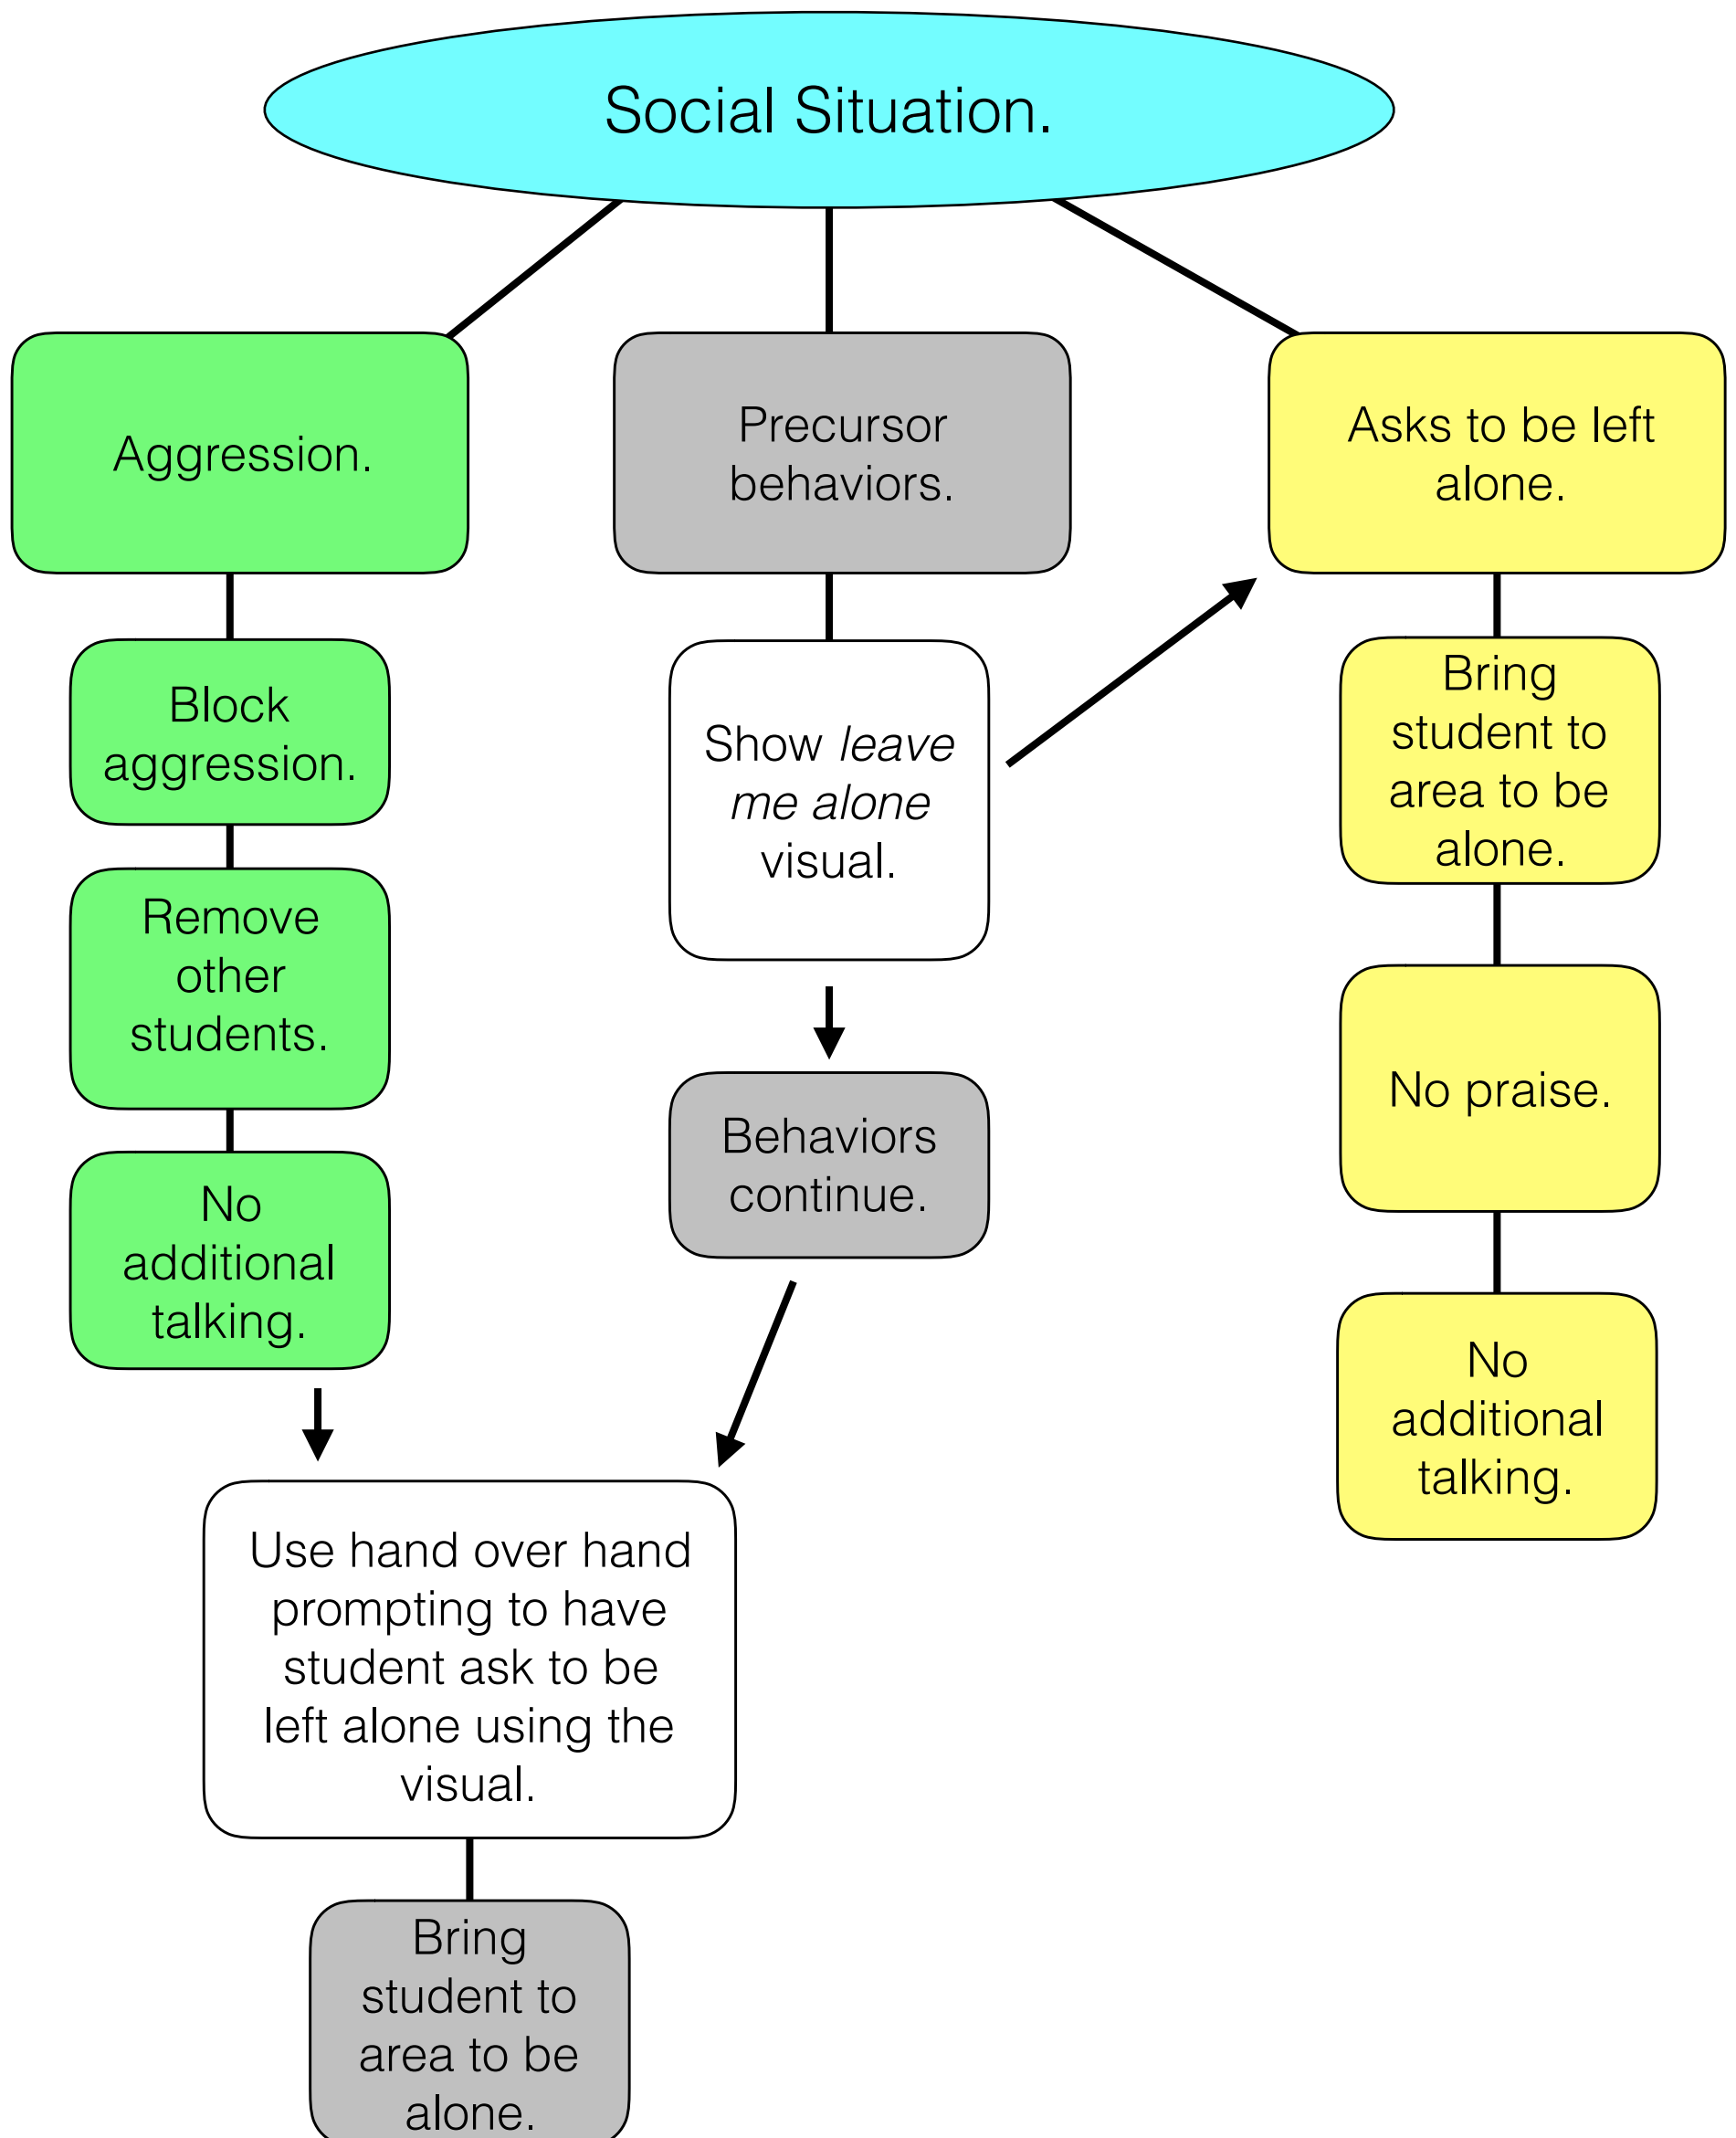 Social Situation.
Aggression.
Precursor
behaviors.
Asks to be left
alone.
Block
aggression.
Remove
other
students.
No
additional
talking.
Show leave
me alone
visual.
Behaviors
continue.
Bring
student to
area to be
alone.
No praise.
No
additional
talking.
Use hand over hand
prompting to have
student ask to be
left alone using the
visual.
Bring
student to
area to be
alone.